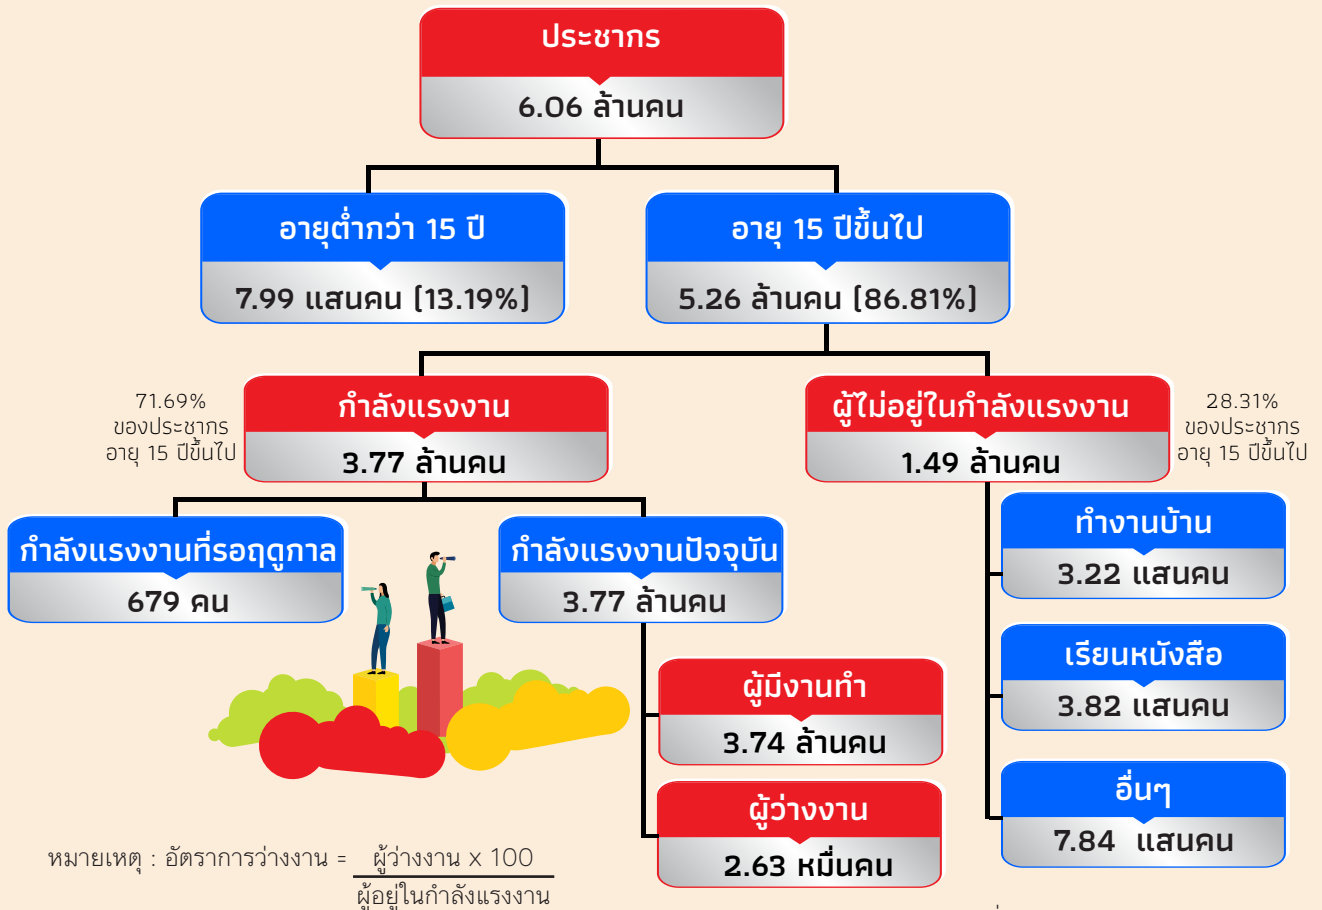 ประชากร
6.06 ล้านคน
อายุต่ำกว่า 15 ปี
7.99 แสนคน (13.19%)
อายุ 15 ปีขึ้นไป
5.26 ล้านคน (86.81%)
71.69%
ของประชากร
อายุ 15 ปีขึ้นไป
กำลังแรงงาน
3.77 ล้านคน
ผู้ไม่อยู่ในกำลังแรงงาน
1.49 ล้านคน
28.31%
ของประชากร
อายุ 15 ปีขึ้นไป
กำลังแรงงานที่รอฤดูกาล
679 คน
กำลังแรงงานปัจจุบัน
3.77 ล้านคน
ทำงานบ้าน
3.22 แสนคน
เรียนหนังสือ
3.82 แสนคน
อื่นๆ
7.84 แสนคน
ผู้มีงานทำ
3.74 ล้านคน
ผู้ว่างงาน
2.63 หมื่นคน
หมายเหตุ : อัตราการว่างงาน = ผู้ว่างงาน x 100
ผู้อยู่ในกำลังแรงงาน